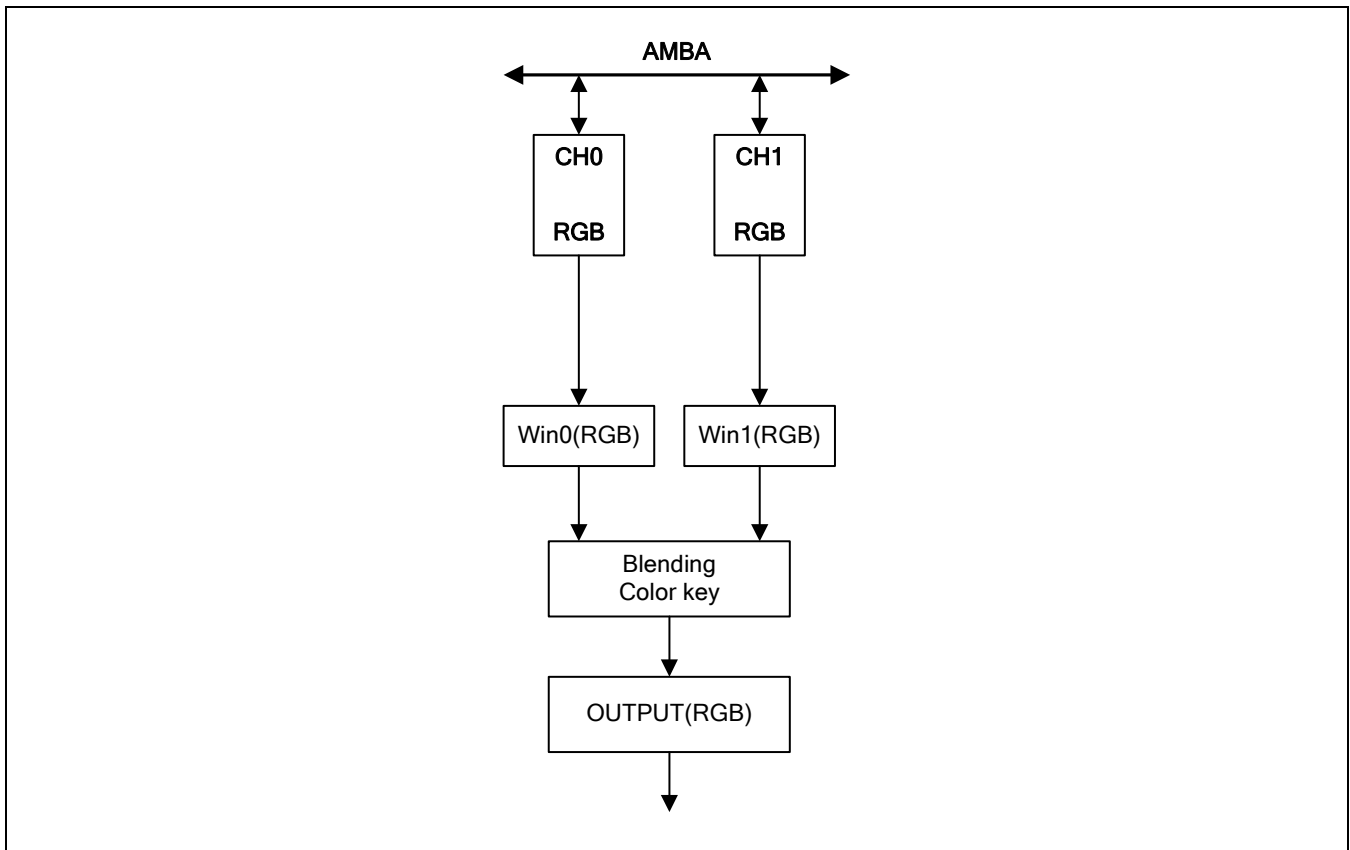 AMBA
CH0
CH1
RGB
RGB
Win0(RGB)
Win1(RGB)
Blending
Color key
OUTPUT(RGB)